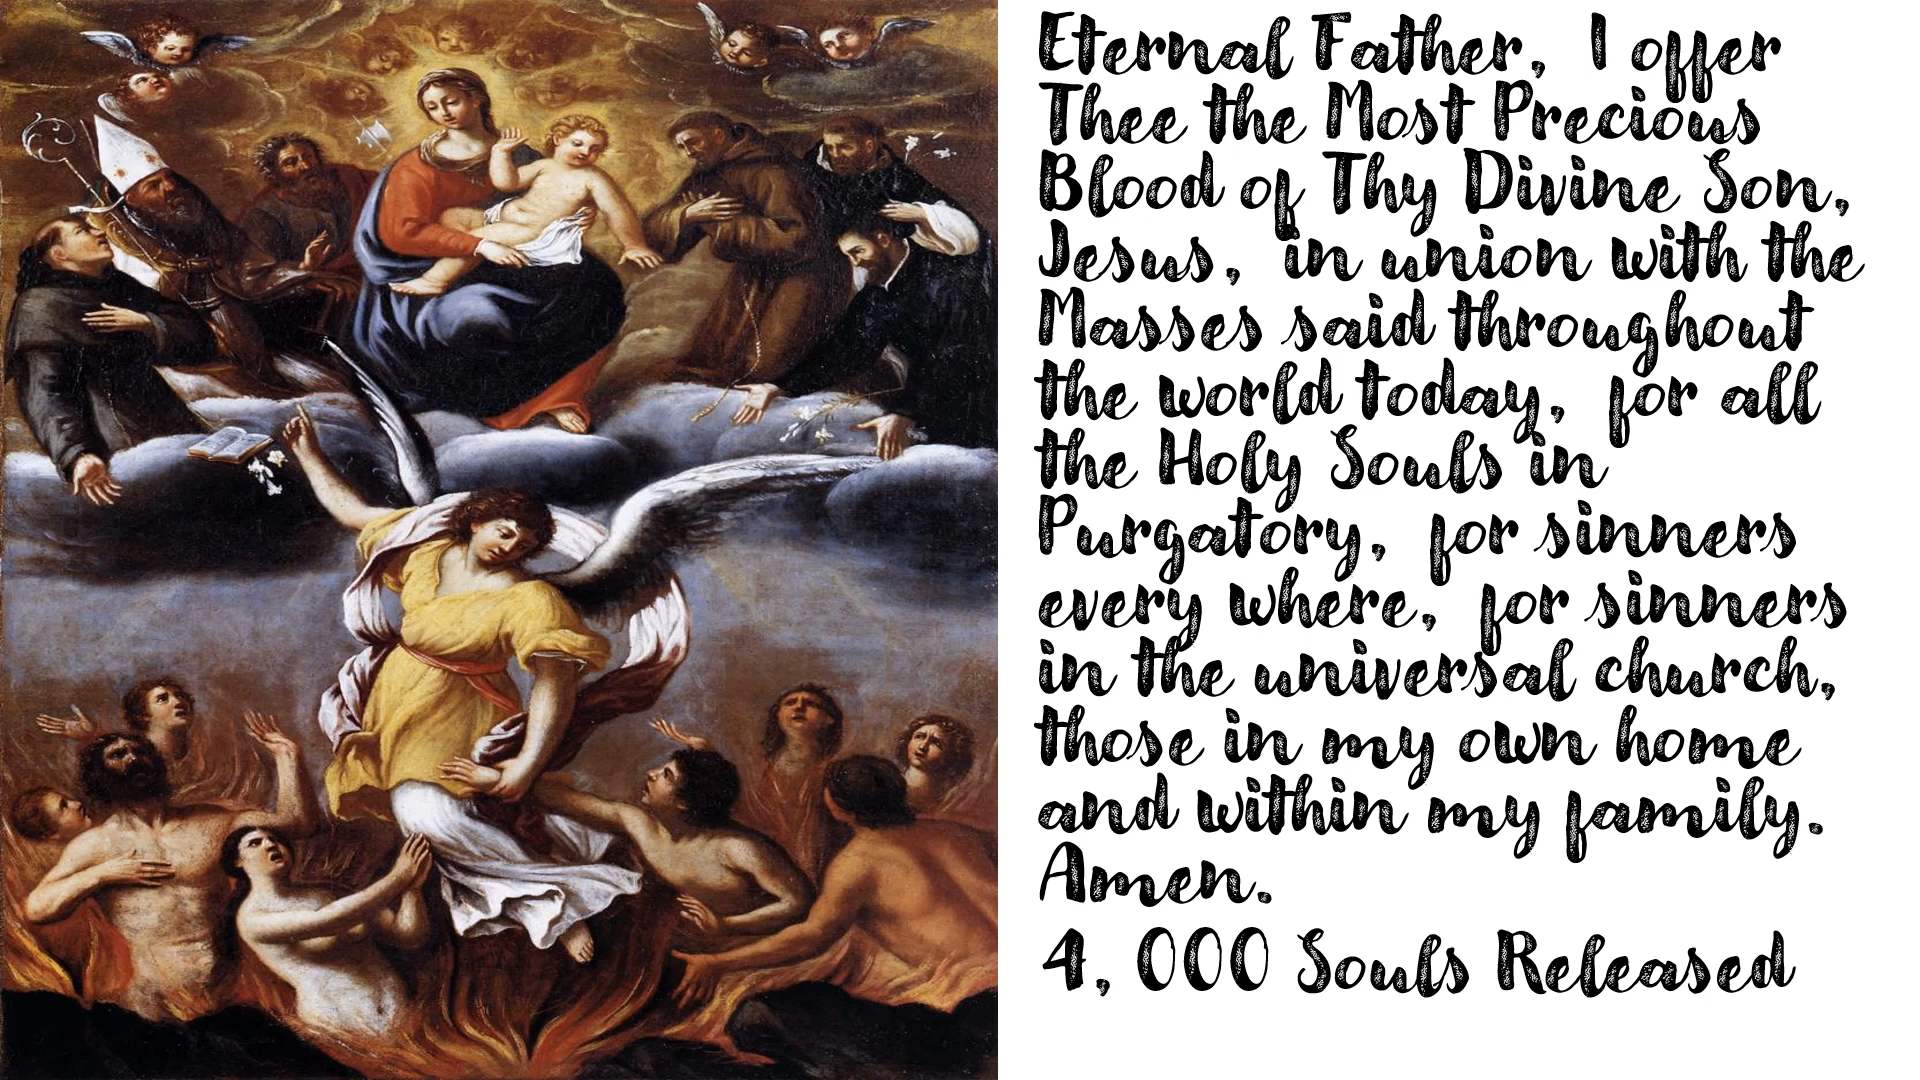 Eternal Father, I offer
Thee the Most Precious
Blood of Thy Divine Son,
Jesus, in union with the
Masses said throughout
the world today, for all
the Holy Souls in
Purgatory, for sinners
every where, for sinners
in the universal church,
those in my own home
and within my family.
Amen.
4, 000 Souls Released